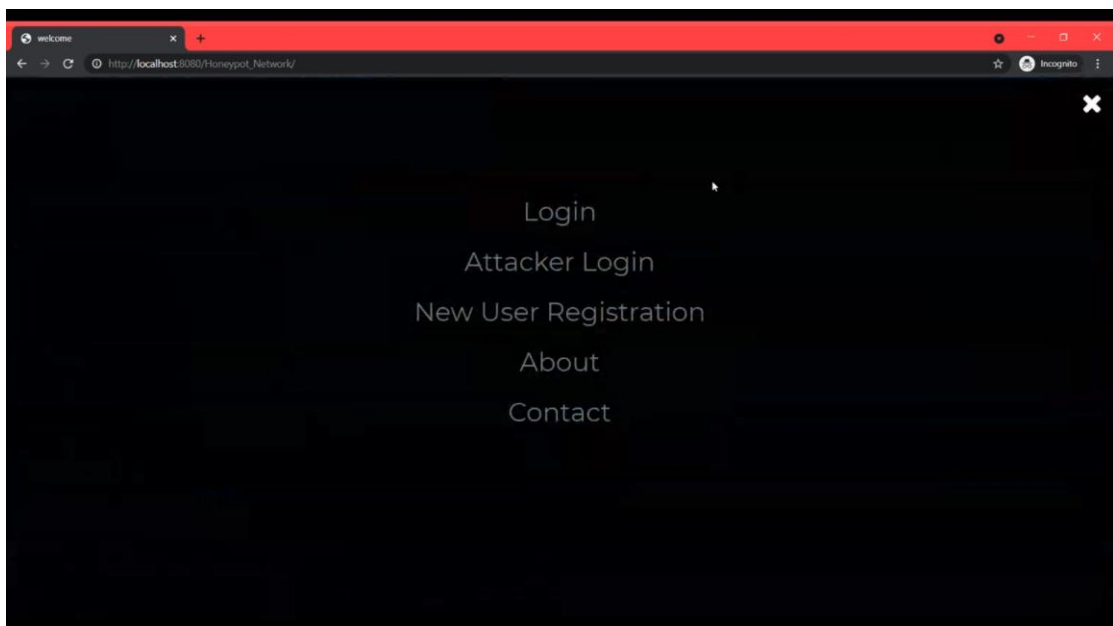 welcome
http://localhost:8080/Honeypot_Network/
Incognito
Login
Attacker Login
New User Registration
About
Contact